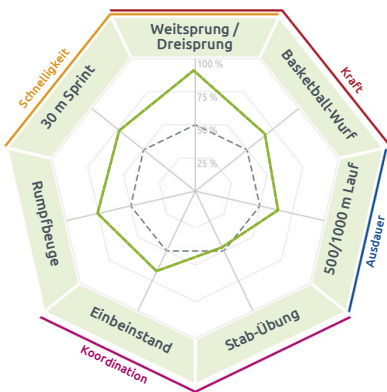 Weitsprung /
Dreisprung
Schnelligkeit
Kraft
30 m Sprint
Basketball-Wurf
100 %
75 %
50 %
25 %
Rumpfbeuge
500/1000 m Lauf
Ausdauer
Einbeinstand
Stab-Übung
Koordination